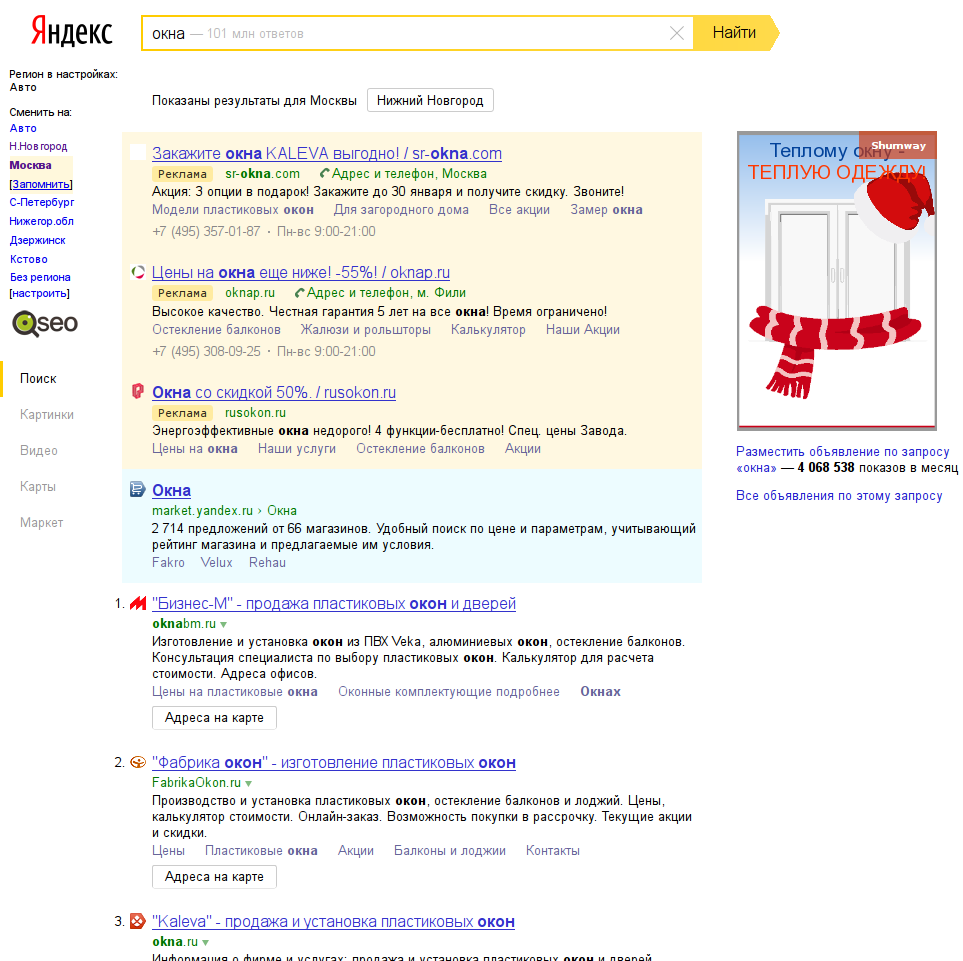 Яндекс
окна — 101 млн ответов
Найти
Регион в настройках:
Авто
Сменить на:
Авто
Н.Новгород
Москва
[Запомнить]
С-Петербург
Нижегор.обл
Дзержинск
Кстово
Без региона
[настроить]
seo
Поиск
Картинки
Видео
Карты
Маркет
Показаны результаты для Москвы Нижний Новгород
Закажите окна KALEVA выгодно! / sr-okna.com
Реклама sr-okna.com Адрес и телефон, Москва
Акция: 3 опции в подарок! Закажите до 30 января и получите скидку. Звоните!
Модели пластиковых окон Для загородного дома Все акции Замер окна
+7 (495) 357-01-87 · Пн-вс 9:00-21:00
Цены на окна еще ниже! -55%! / oknap.ru
Реклама oknap.ru Адрес и телефон, м. Фили
Высокое качество. Честная гарантия 5 лет на все окна! Время ограничено!
Остекление балконов Жалюзи и рольшторы Калькулятор Наши Акции
+7 (495) 308-09-25 · Пн-вс 9:00-21:00
Окна со скидкой 50%. / rusokon.ru
Реклама rusokon.ru
Энергоэффективные окна недорого! 4 функции-бесплатно! Спец. цены Завода.
Цены на окна Наши услуги Остекление балконов Акции
Окна
market.yandex.ru › Окна
2 714 предложений от 66 магазинов. Удобный поиск по цене и параметрам, учитывающий
рейтинг магазина и предлагаемые им условия.
Fakro Velux Rehau
1. "Бизнес-М" - продажа пластиковых окон и дверей
oknabm.ru
Изготовление и установка окон из ПВХ Veka, алюминиевых окон, остекление балконов.
Консультация специалиста по выбору пластиковых окон. Калькулятор для расчета
стоимости. Адреса офисов.
Цены на пластиковые окна Оконные комплектующие подробнее Окнах
Адреса на карте
2. "Фабрика окон" - изготовление пластиковых окон
FabrikaOkon.ru
Производство и установка пластиковых окон, остекление балконов и лоджий. Цены,
калькулятор стоимости. Онлайн-заказ. Возможность покупки в рассрочку. Текущие акции
и скидки.
Цены Пластиковые окна Акции Балконы и лоджии Контакты
Адреса на карте
3. "Kaleva" - продажа и установка пластиковых окон
okna.ru
Информация о фирме и услугах: продажа и установка пластиковых окон и дверей
Теплому окну -
Shumway
ТЕПЛУЮ ОДЕЖДУ!
Разместить объявление по запросу
«окна» — 4 068 538 показов в месяц
Все объявления по этому запросу